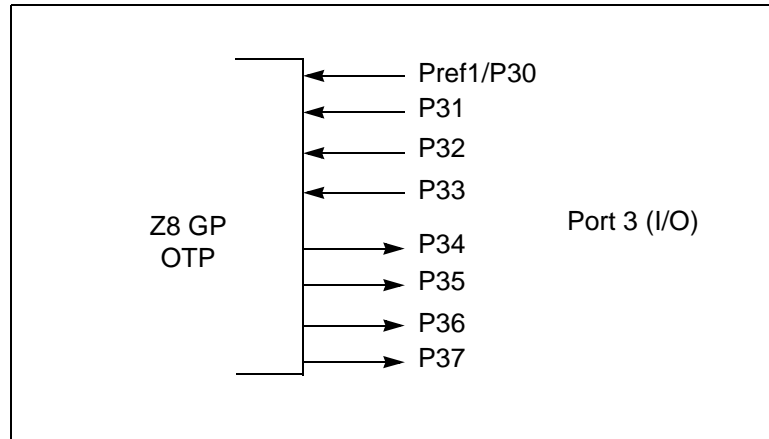 Pref1/P30
P31
P32
P33
P34
P35
P36
P37
Z8 GP
OTP
Port 3 (I/O)